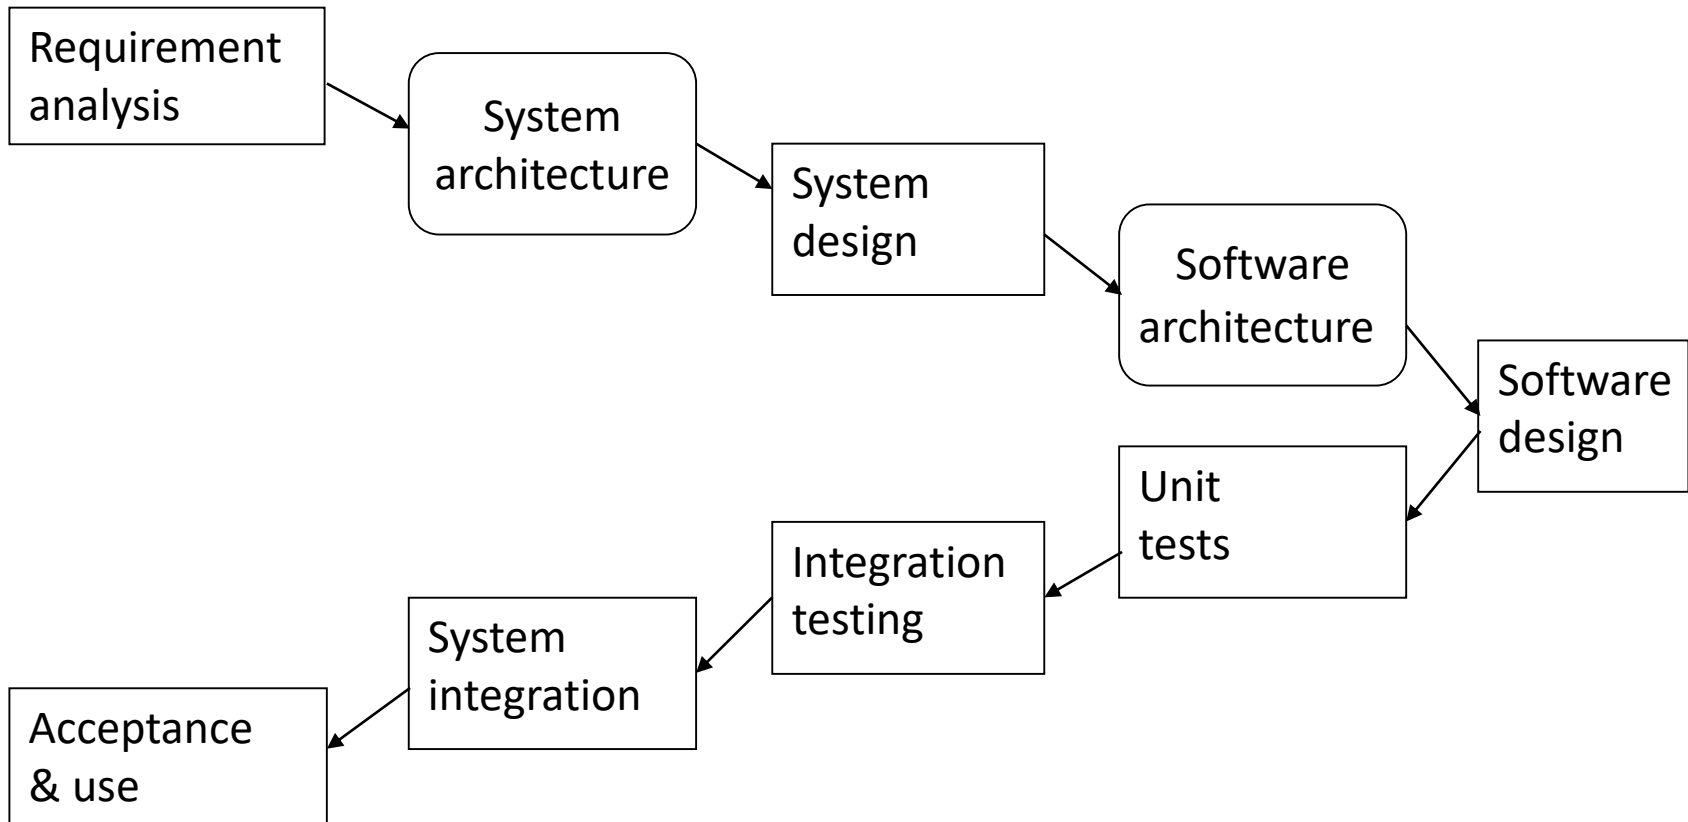 Requirement
analysis
System
architecture
System
design
Software
architecture
Software
design
Unit
tests
Integration
testing
System
integration
Acceptance
& use